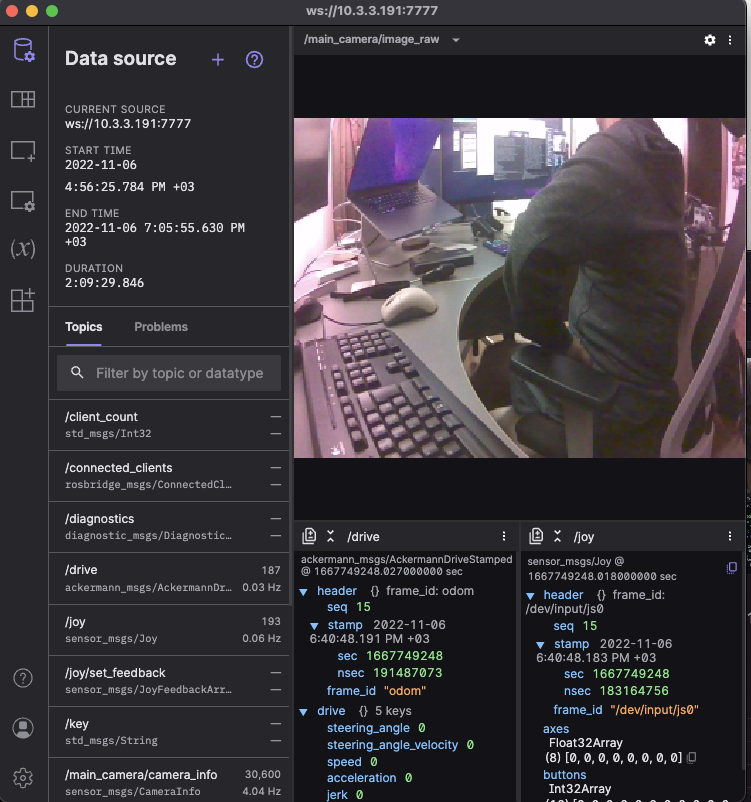 ws://10.3.3.191:7777
Data source
CURRENT SOURCE
ws://10.3.3.191:7777
START TIME
2022-11-06
4:56:25.784 PM +03
END TIME
2022-11-06 7:05:55.630 PM
+03
DURATION
2:09:29.846
Topics
Problems
Filter by topic or datatype
/client_count
—
std_msgs/Int32
—
/connected_clients
—
rosbridge_msgs/ConnectedCl…
—
/diagnostics
—
diagnostic_msgs/Diagnostic…
—
/drive
187
ackermann_msgs/AckermannDr…
0.03 Hz
/joy
193
sensor_msgs/Joy
0.06 Hz
/joy/set_feedback
—
sensor_msgs/JoyFeedbackArr…
—
/key
—
std_msgs/String
—
/main_camera/camera_info
30,600
sensor_msgs/CameraInfo
4.04 Hz
/main_camera/image_raw
/drive
ackermann_msgs/AckermannDriveStamped
@ 1667749248.027000000 sec
header {} frame_id: odom
seq 15
stamp 2022-11-06
6:40:48.191 PM +03
sec 1667749248
nsec 191487073
frame_id "odom"
drive {} 5 keys
steering_angle 0
steering_angle_velocity 0
speed 0
acceleration 0
jerk 0
/joy
sensor_msgs/Joy @
1667749248.018000000 sec
header {} frame_id:
/dev/input/js0
seq 15
stamp 2022-11-06
6:40:48.183 PM +03
sec 1667749248
nsec 183164756
frame_id "/dev/input/js0"
axes
Float32Array
(8) [0, 0, 0, 0, 0, 0, 0, 0]
buttons
Int32Array